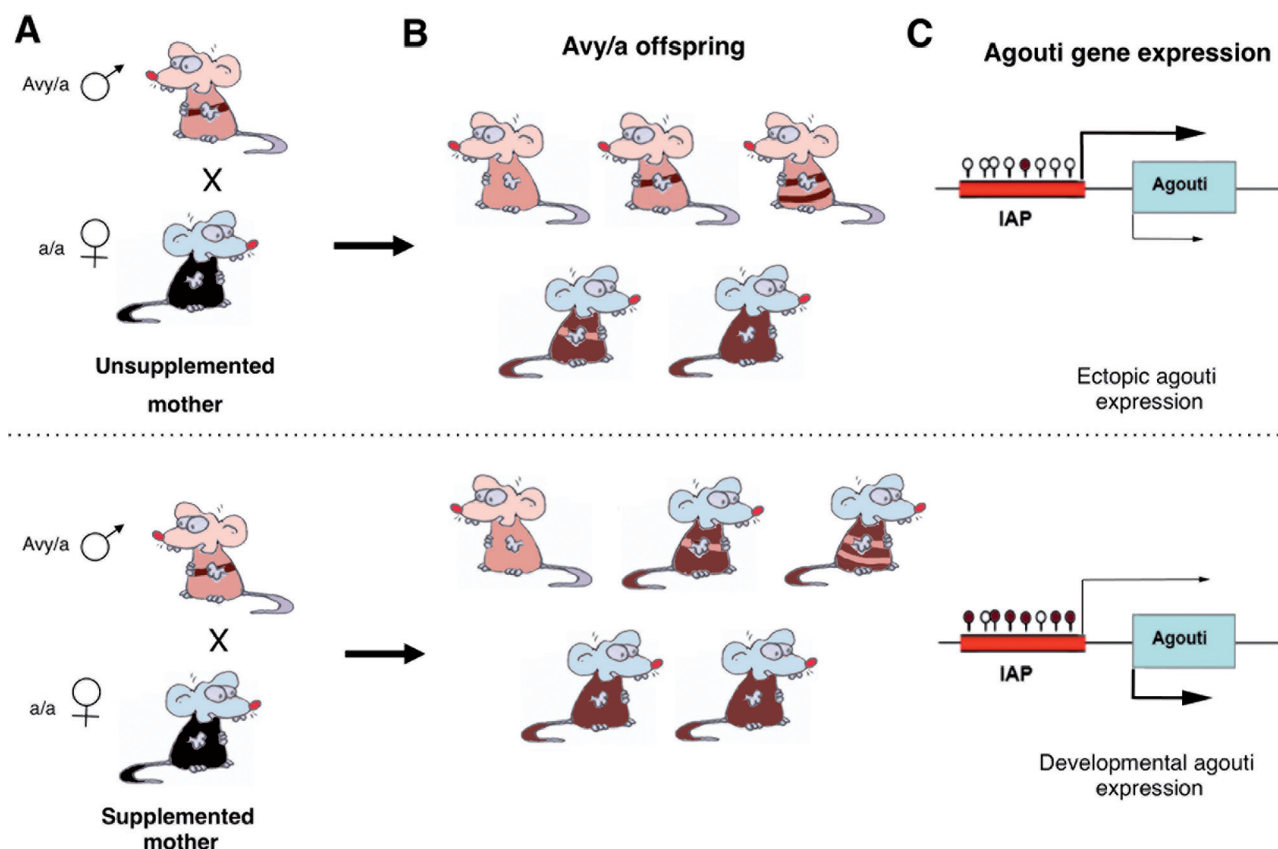 A
B
C
Avy/a offspring
Agouti gene expression
Avy/a
X
a/a
Unsupplemented
mother
Agouti
IAP
Ectopic agouti
expression
Avy/a
X
a/a
Supplemented
mother
Agouti
IAP
Developmental agouti
expression